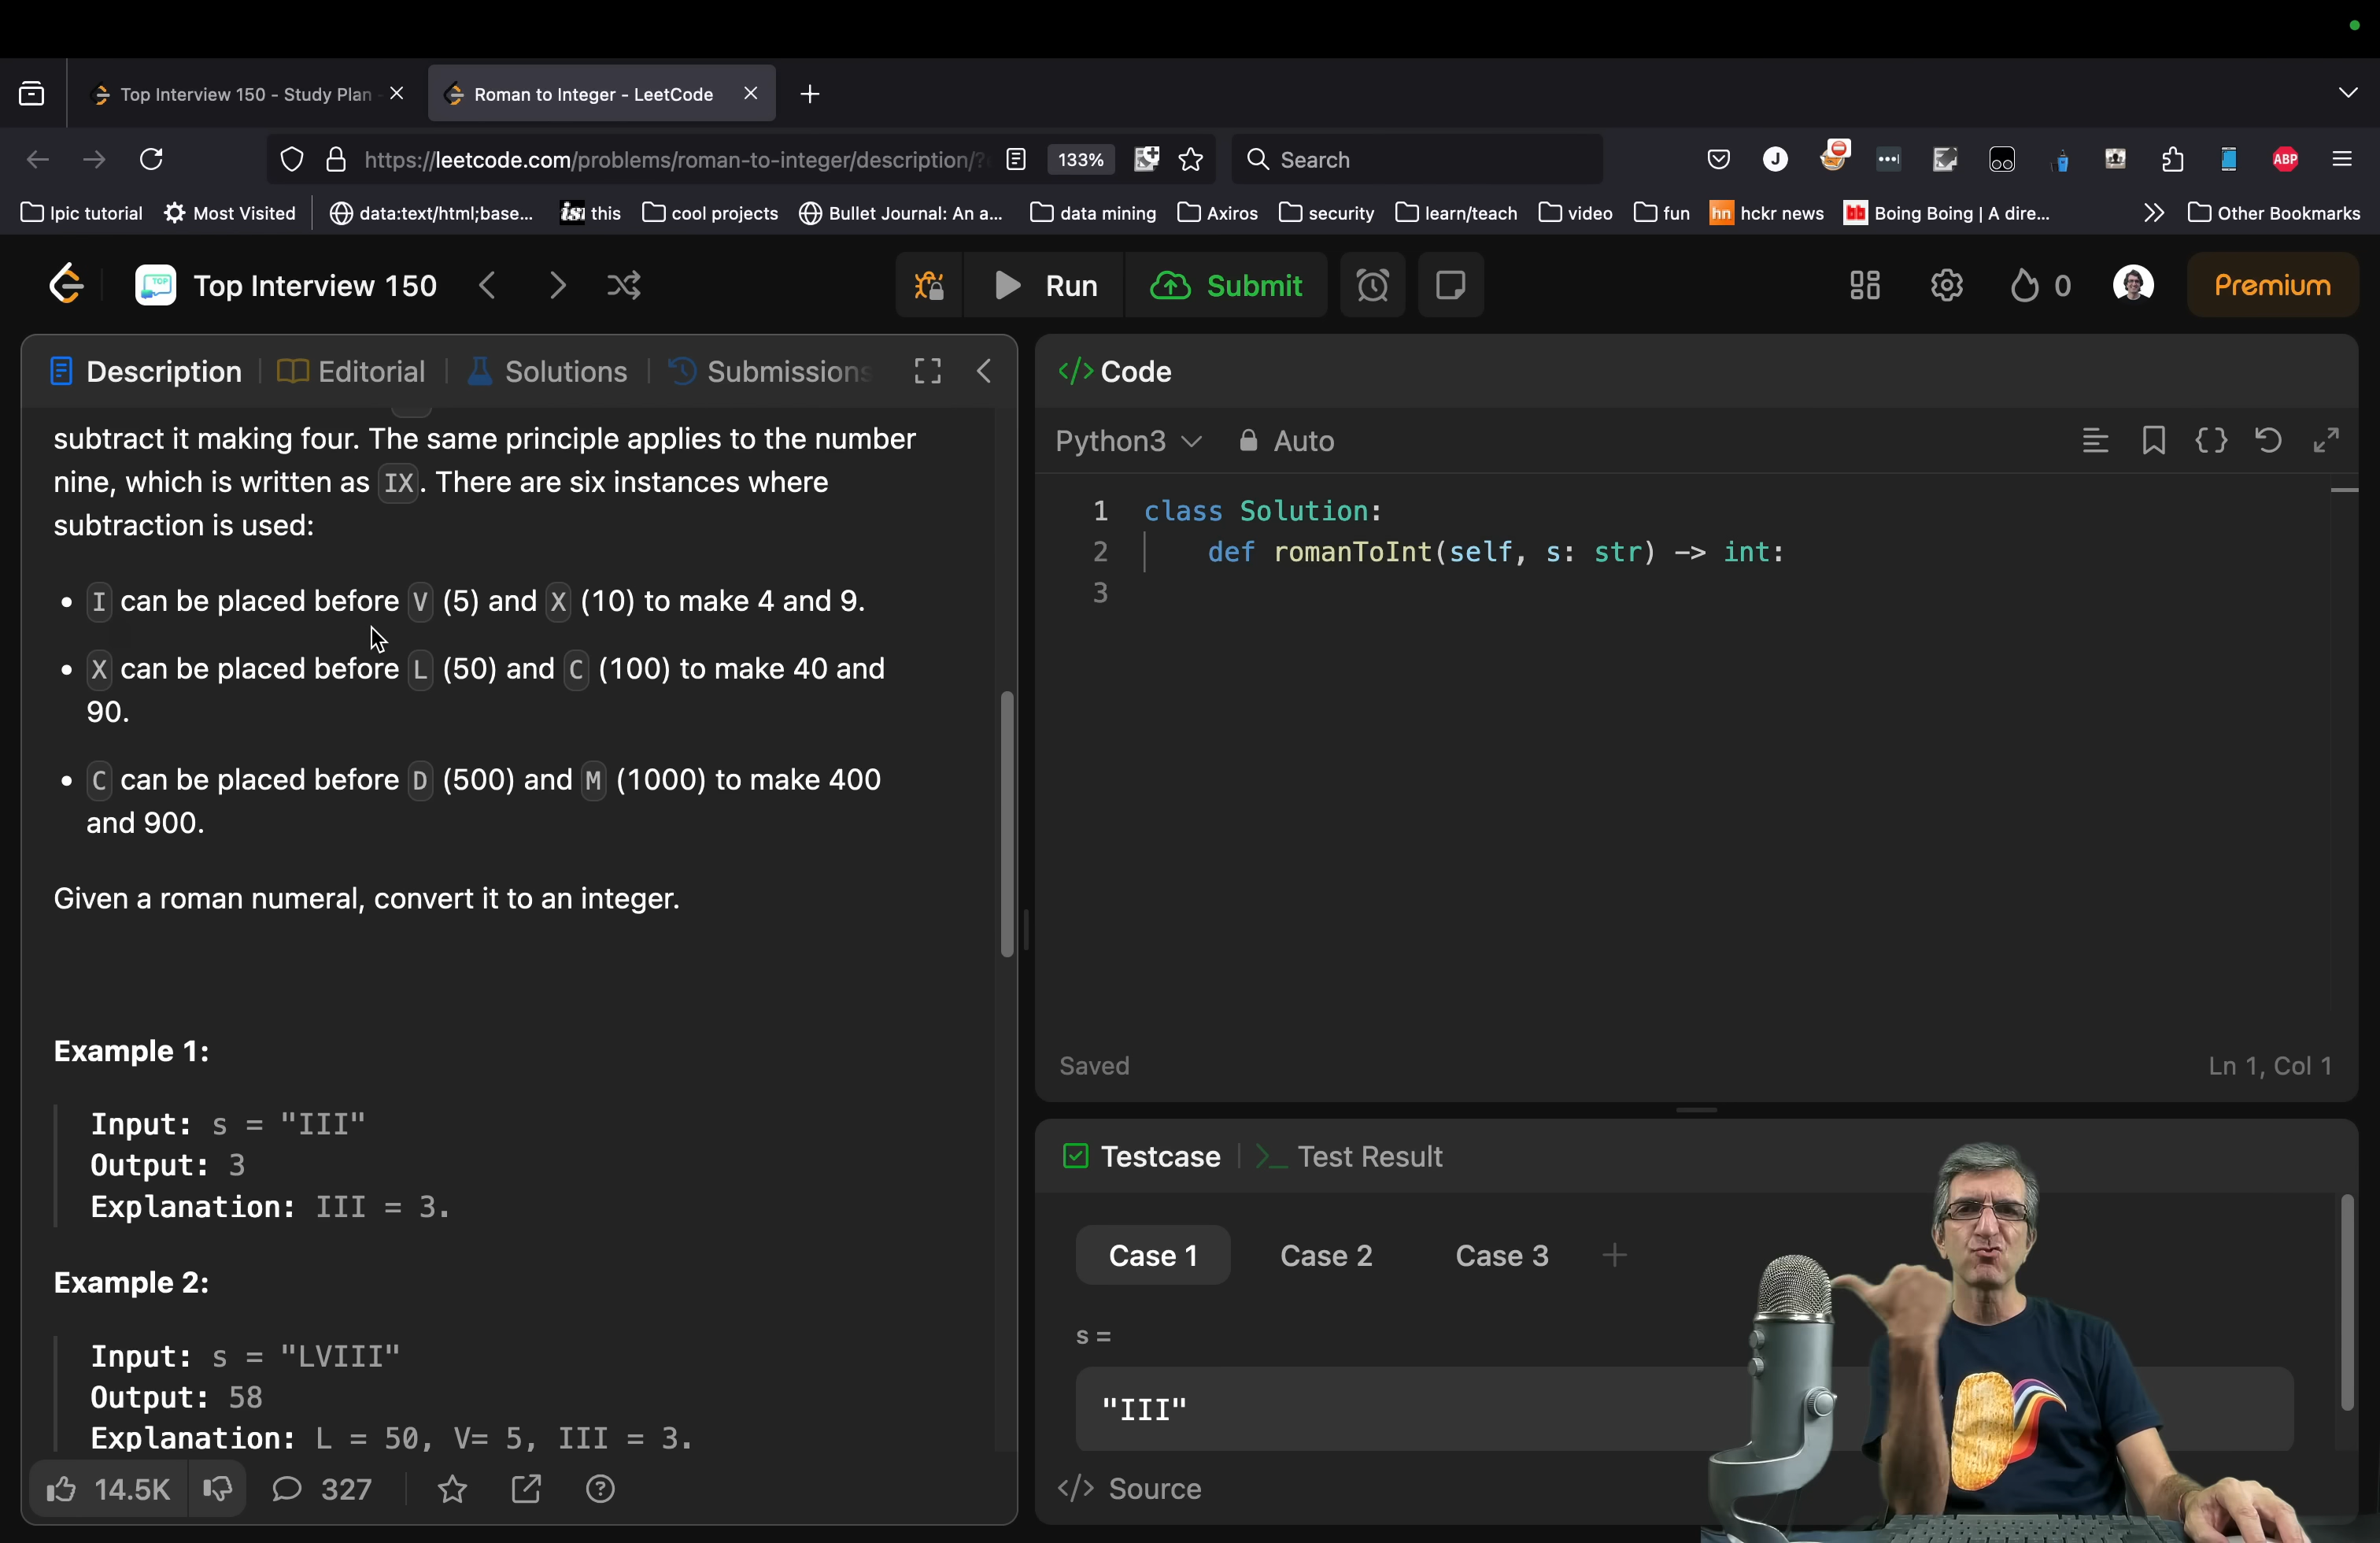 Top Interview 150 - Study Plan
Roman to Integer - LeetCode
https://leetcode.com/problems/roman-to-integer/description/?
133%
Search
J
ABP
lpic tutorial
Most Visited
data:text/html;base...
this
cool projects
Bullet Journal: An a...
data mining
Axiros
security
learn/teach
video
fun
hn hckr news
bb Boing Boing | A dire...
Other Bookmarks
TOP Top Interview 150
Run
Submit
0
Premium
Description
Editorial
Solutions
Submissions
subtract it making four. The same principle applies to the number
nine, which is written as IX. There are six instances where
subtraction is used:
• I can be placed before V (5) and X (10) to make 4 and 9.
• X can be placed before L (50) and C (100) to make 40 and
90.
• C can be placed before D (500) and M (1000) to make 400
and 900.
Given a roman numeral, convert it to an integer.
Example 1:
Input: s = "III"
Output: 3
Explanation: III = 3.
Example 2:
Input: s = "LVIII"
Output: 58
Explanation: L = 50, V= 5, III = 3.
14.5K
327
</> Code
Python3
Auto
1 class Solution:
2 def romanToInt(self, s: str) -> int:
3
Saved
Ln 1, Col 1
Testcase
>_ Test Result
Case 1
Case 2
Case 3
+
s =
"III"
</> Source